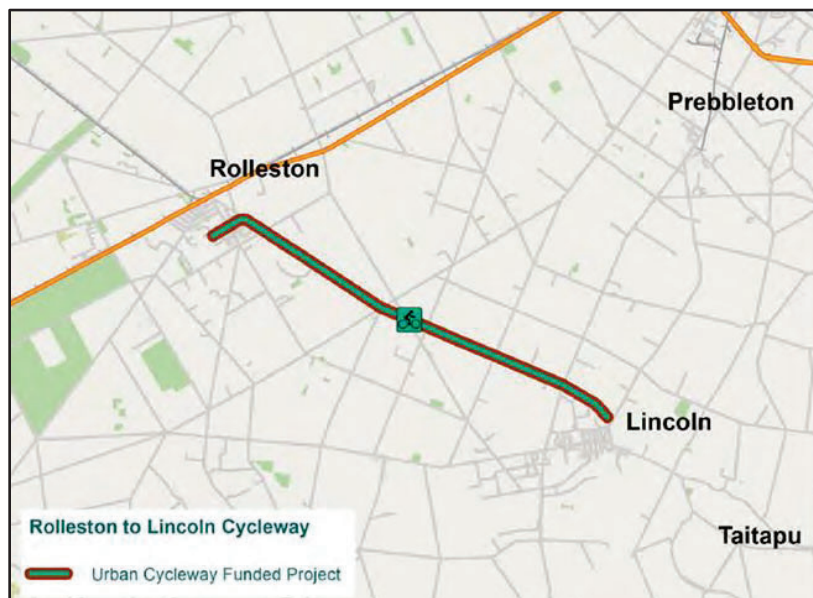 Prebbleton
Rolleston
Lincoln
Taitapu
Rolleston to Lincoln Cycleway
Urban Cycleway Funded Project